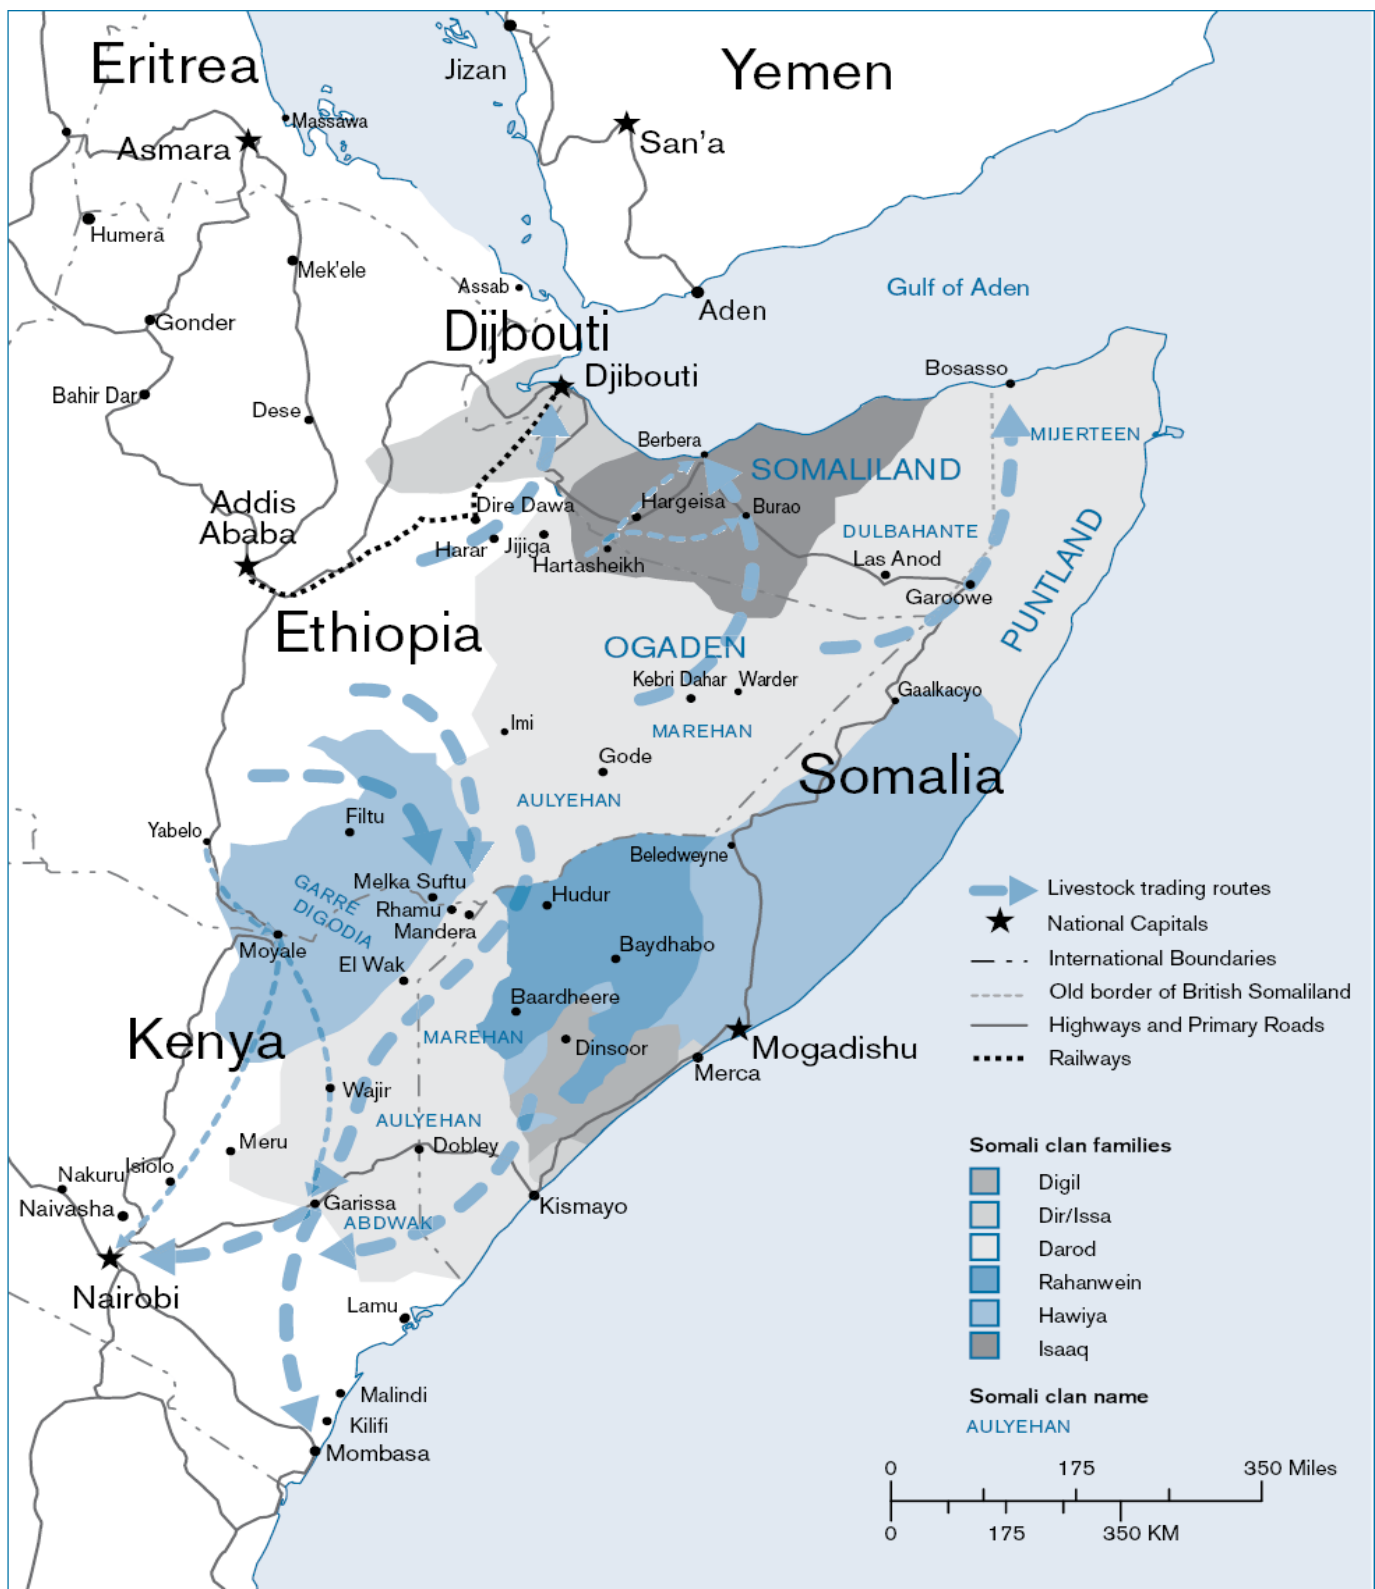 Eritrea
Yemen
Jizan
Massawa
Asmara
San'a
Humera
Mek'ele
Assab
Gulf of Aden
Aden
Gonder
Dijbouti
Djibouti
Bosasso
Bahir Dar
Dese
MIJERTEEN
Berbera
SOMALILAND
Addis
Ababa
Dire Dawa
Hargeisa
Burao
DULBAHANTE
Harar
Jijiga
Hartasheikh
Las Anod
Garoowe
PUNTLAND
Ethiopia
OGADEN
Kebri Dahar
Warder
Gaalkacyo
Imi
MAREHAN
Gode
Somalia
AULYEHAN
Filtu
Yabelo
Beledweyne
Melka Suftu
Hudur
GARRE
DIGODIA
Rhamu
Mandera
Moyale
El Wak
Baydhabo
Baardheere
Kenya
MAREHAN
Dinsoor
Mogadishu
Merca
Wajir
AULYEHAN
Meru
Dobley
Isiolo
Nakuru
Naivasha
Garissa
ABDWAK
Kismayo
Nairobi
Lamu
Malindi
Kilifi
Mombasa
Livestock trading routes
National Capitals
International Boundaries
Old border of British Somaliland
Highways and Primary Roads
Railways
Somali clan families
Digil
Dir/Issa
Darod
Rahanwein
Hawiya
Isaaq
Somali clan name
AULYEHAN
0 175 350 Miles
0 175 350 KM